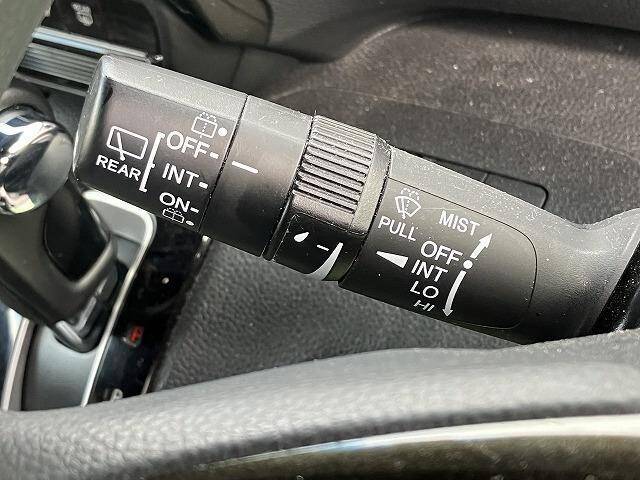 REAR
OFF
INT
ON
PULL
MIST
OFF
INT
LO
HI